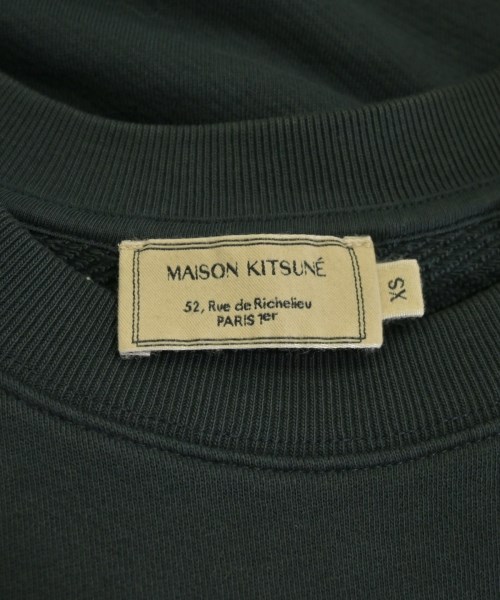 MAISON KITSUNÉ
52, Rue de Richelieu
PARIS 1er
XS